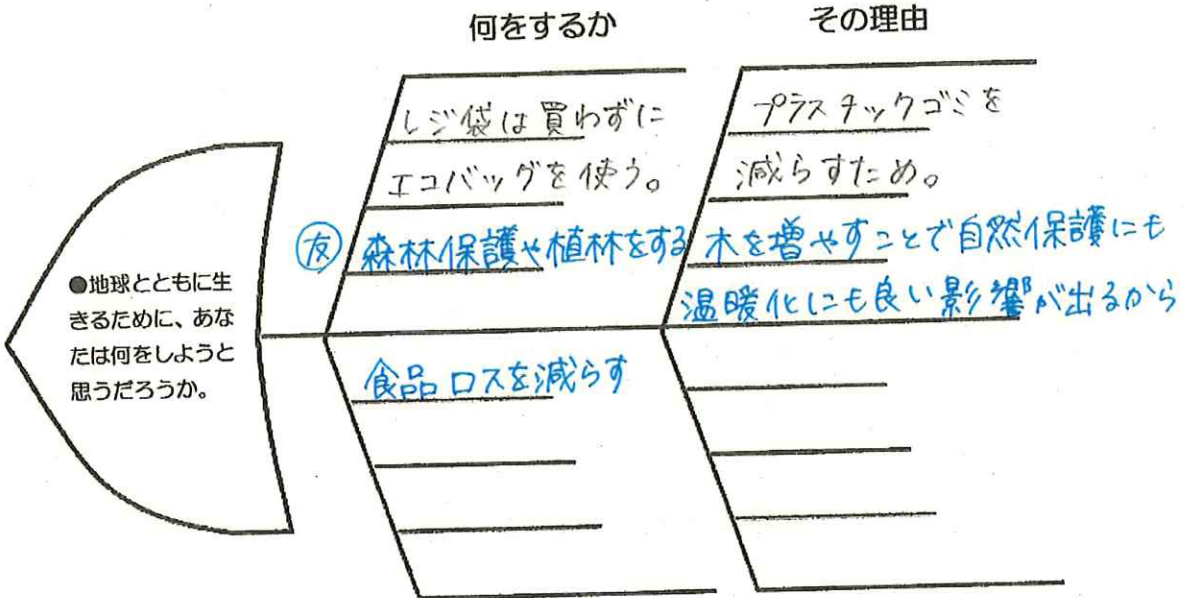 何をするか
その理由
レジ袋は買わずに
エコバッグを使う。
プラスチックゴミを
減らすため。
友 森林保護や植林をする
木を増やすことで自然保護にも
温暖化にも良い影響が出るから
●地球とともに生
きるために、あな
たは何をしようと
思うだろうか。
食品ロスを減らす